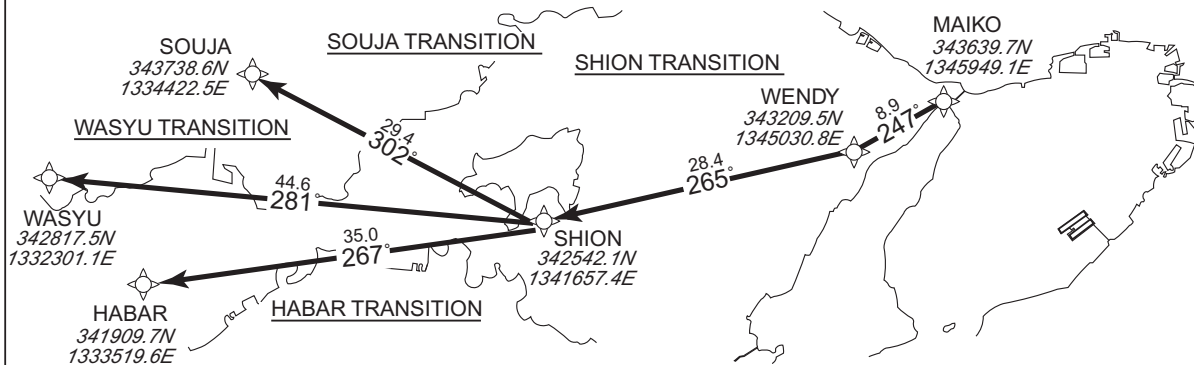 SOUJA
343738.6N
1334422.5E
SOUJA TRANSITION
SHION TRANSITION
MAIKO
343639.7N
1345949.1E
WENDY
343209.5N
1345030.8E
8.9
247°
WASYU TRANSITION
29.4
302°
28.4
265°
44.6
281°
WASYU
342817.5N
1332301.1E
35.0
267°
SHION
342542.1N
1341657.4E
HABAR TRANSITION
HABAR
341909.7N
1333519.6E